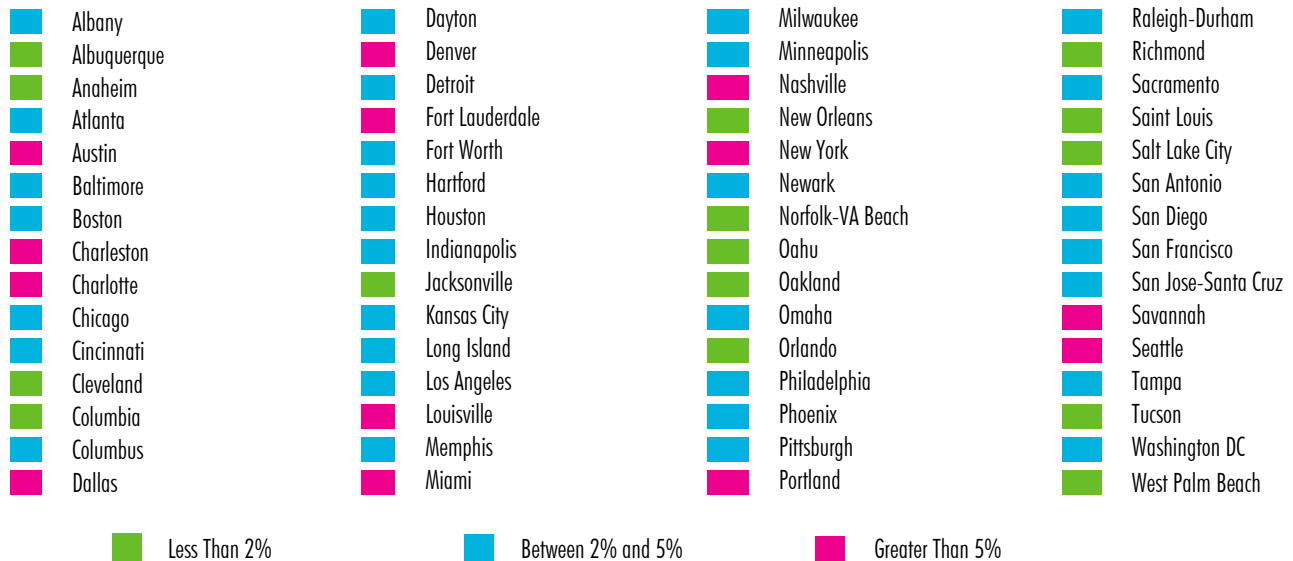 Albany
Albuquerque
Anaheim
Atlanta
Austin
Baltimore
Boston
Charleston
Charlotte
Chicago
Cincinnati
Cleveland
Columbia
Columbus
Dallas
Dayton
Denver
Detroit
Fort Lauderdale
Fort Worth
Hartford
Houston
Indianapolis
Jacksonville
Kansas City
Long Island
Los Angeles
Louisville
Memphis
Miami
Milwaukee
Minneapolis
Nashville
New Orleans
New York
Newark
Norfolk-VA Beach
Oahu
Oakland
Omaha
Orlando
Philadelphia
Phoenix
Pittsburgh
Portland
Raleigh-Durham
Richmond
Sacramento
Saint Louis
Salt Lake City
San Antonio
San Diego
San Francisco
San Jose-Santa Cruz
Savannah
Seattle
Tampa
Tucson
Washington DC
West Palm Beach
Less Than 2%
Between 2% and 5%
Greater Than 5%